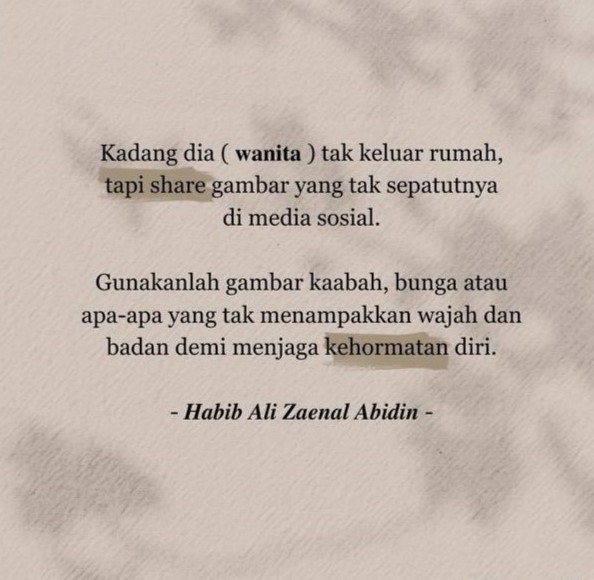 Kadang dia ( wanita ) tak keluar rumah,
tapi share gambar yang tak sepatutnya
di media sosial.
Gunakanlah gambar kaabah, bunga atau
apa-apa yang tak menampakkan wajah dan
badan demi menjaga kehormatan diri.
- Habib Ali Zaenal Abidin -